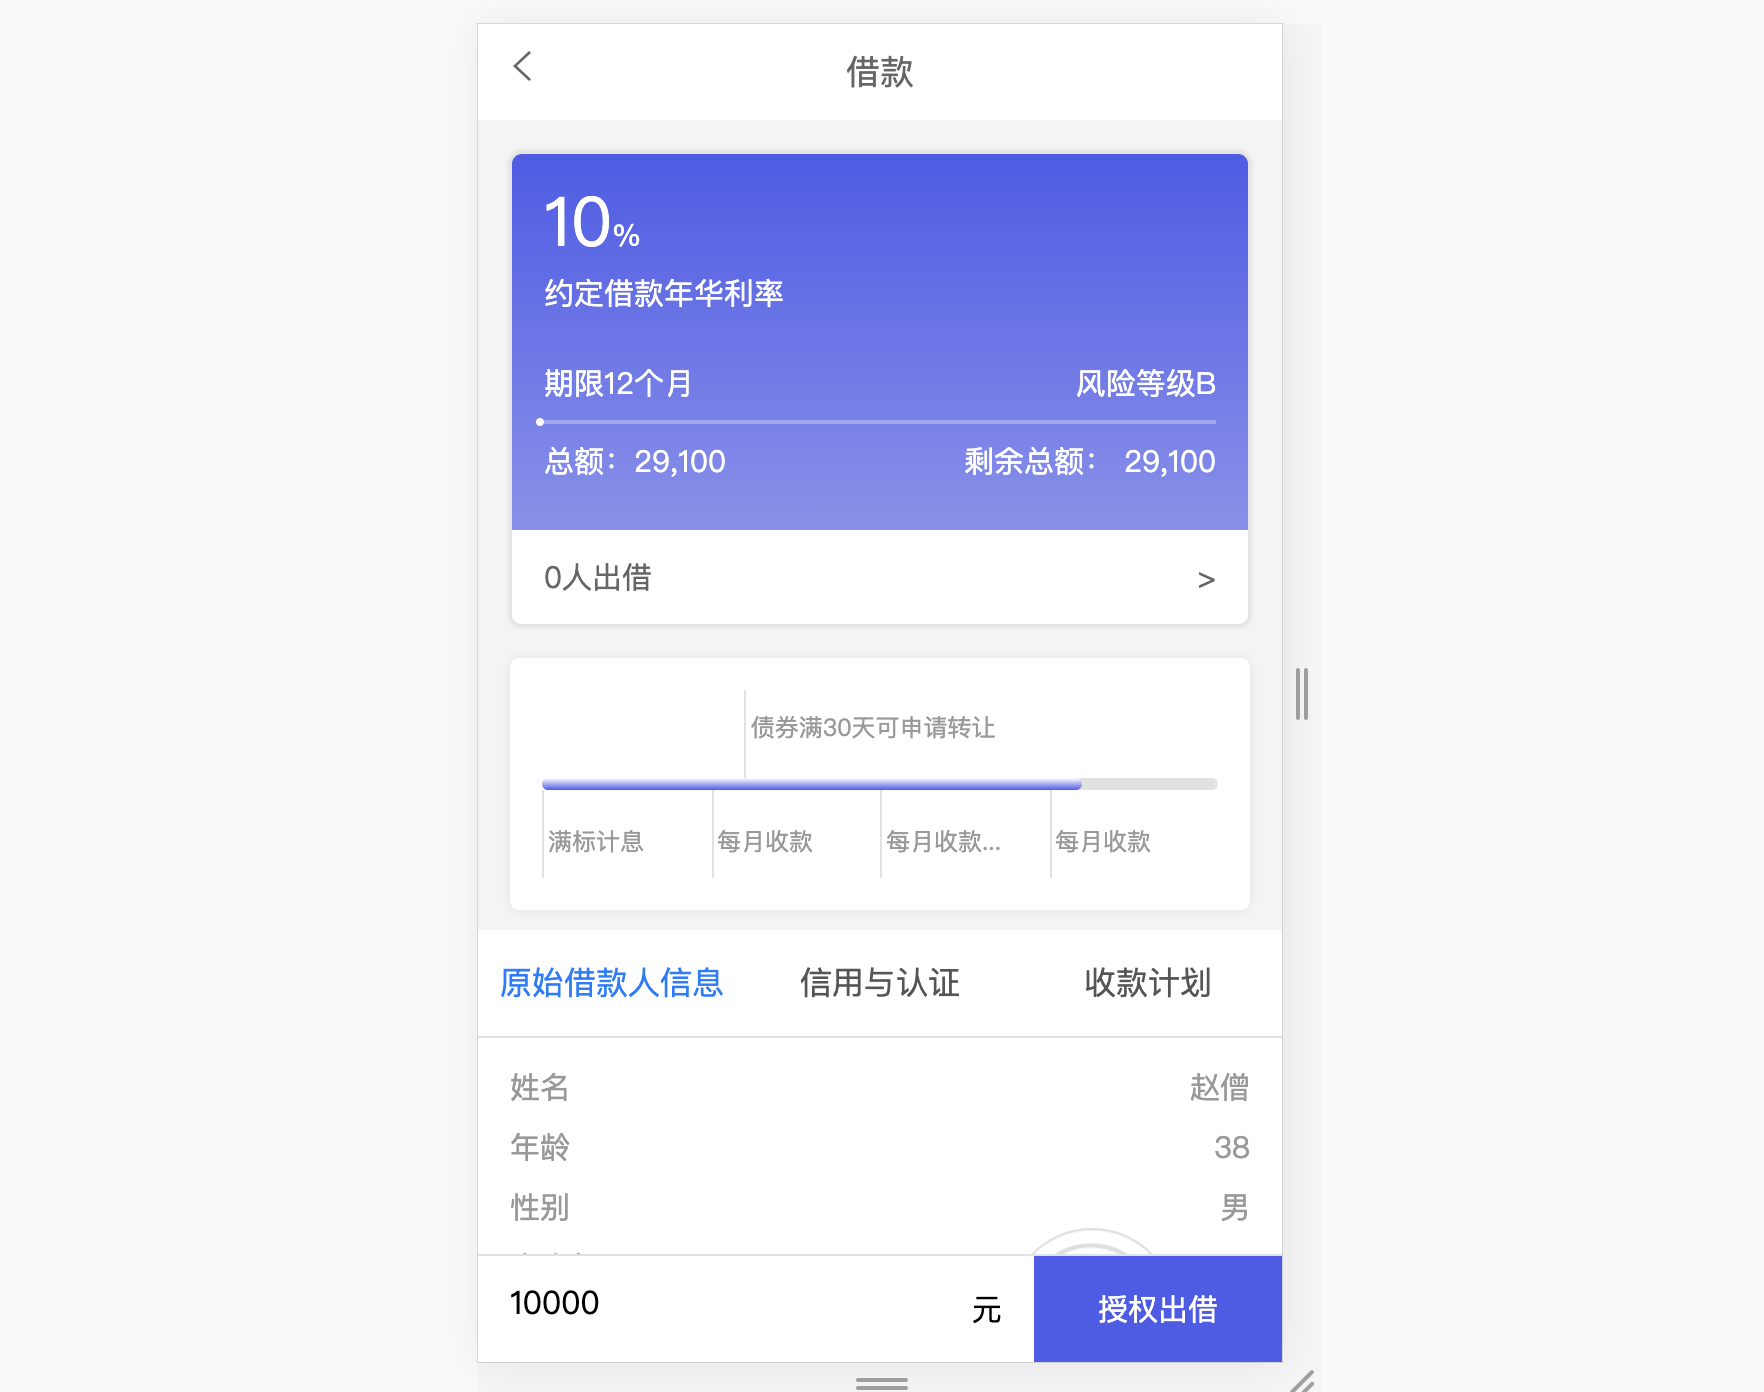 借款
10%
约定借款年华利率
期限12个月 风险等级B
总额：29,100 剩余总额： 29,100
0人出借 >
债券满30天可申请转让
满标计息 每月收款 每月收款... 每月收款
原始借款人信息 信用与认证 收款计划
姓名 赵僧
年龄 38
性别 男
10000 元 授权出借